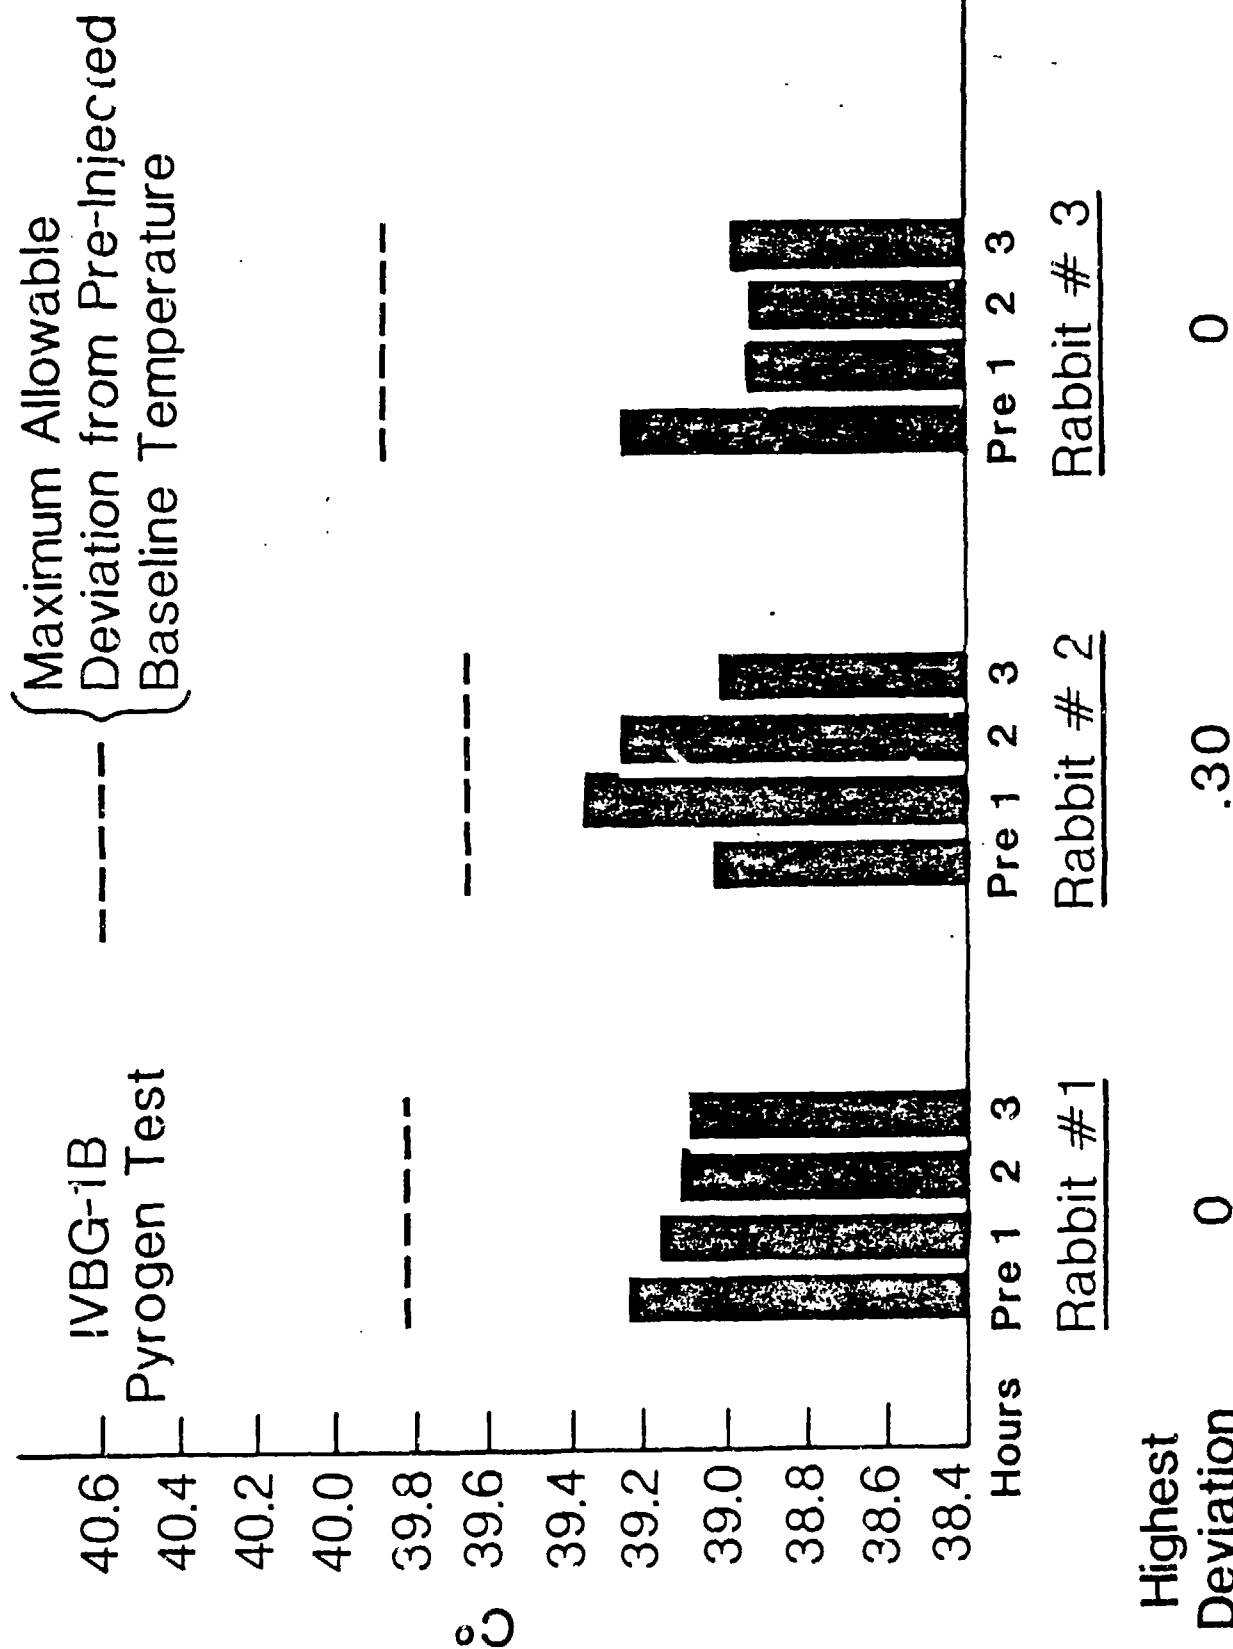 IVBG-1B
Pyrogen Test
Maximum Allowable
Deviation from Pre-Injected
Baseline Temperature
°C
40.6
40.4
40.2
40.0
39.8
39.6
39.4
39.2
39.0
38.8
38.6
38.4
Hours Pre 1 2 3 Pre 1 2 3 Pre 1 2 3
Rabbit #1 Rabbit # 2 Rabbit # 3
Highest
Deviation 0 .30 0